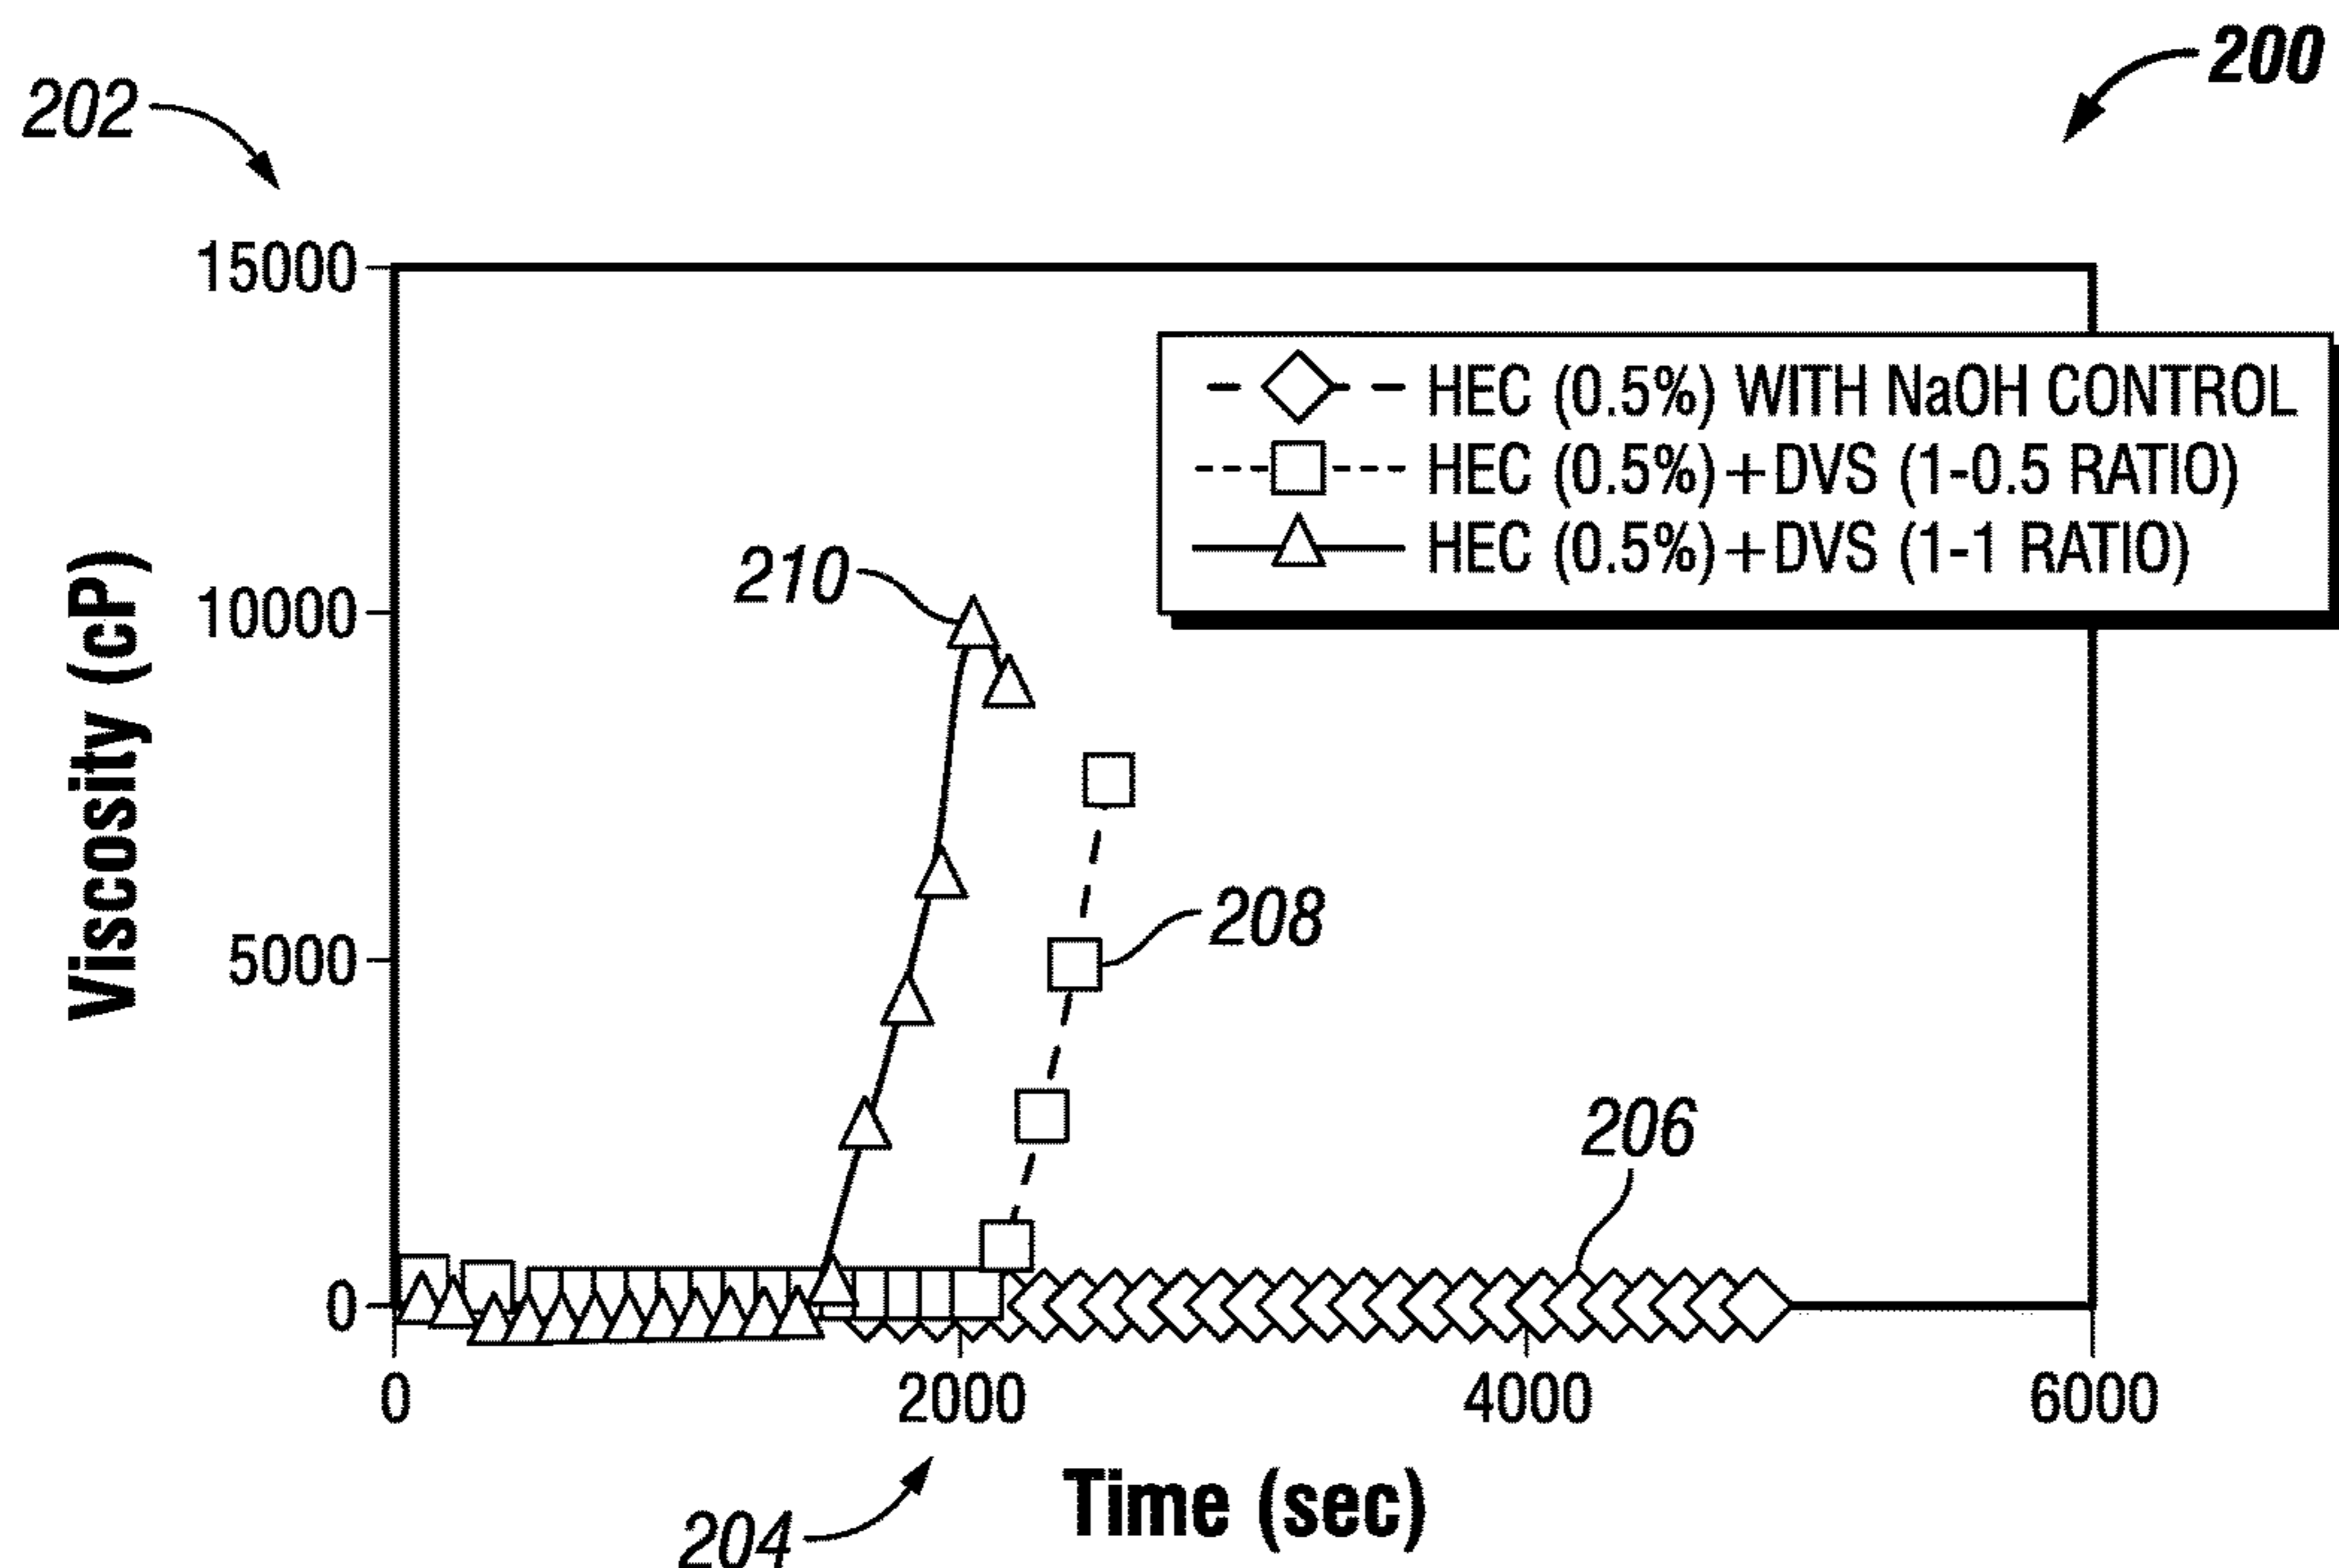 200
202
15000
HEC (0.5%) WITH NaOH CONTROL
HEC (0.5%)+DVS (1-0.5 RATIO)
HEC (0.5%)+DVS (1-1 RATIO)
210
10000
Viscosity (cP)
208
5000
206
0
0 2000 4000 6000
Time (sec)
204